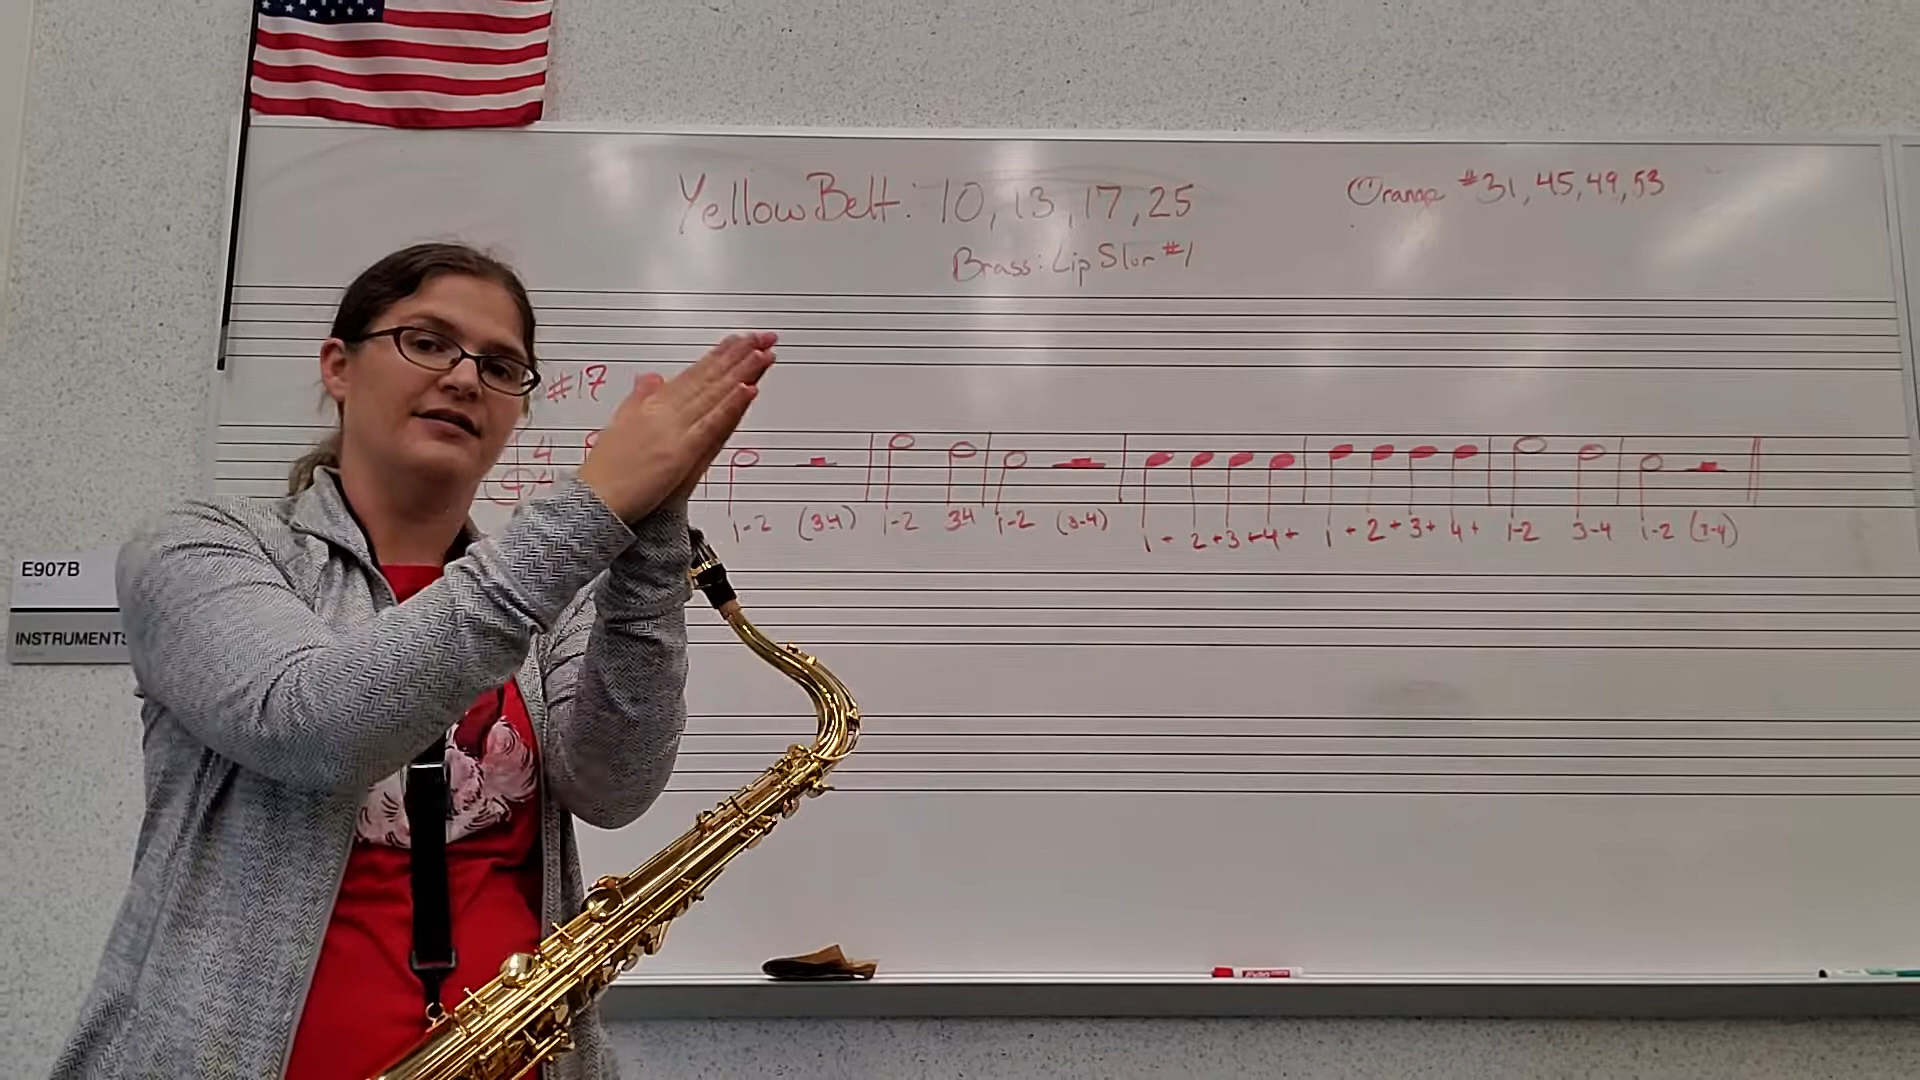 Yellow Belt: 10, 13, 17, 25
Orange #31, 45, 49, 53
Brass: Lip Slur #1
#17
4
4
1-2 (34) 1-2 34 1-2 (3-4) 1 + 2 + 3 + 4 + 1 + 2 + 3 + 4 + 1-2 3-4 1-2 (3-4)
E907B
INSTRUMENTS